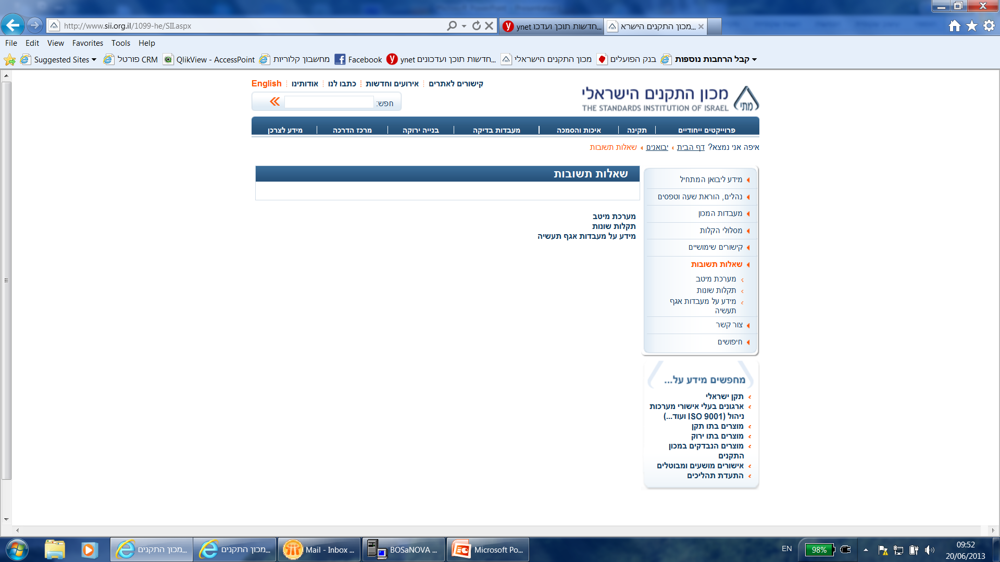 http://www.sii.org.il/1099-he/SII.aspx
ynet חדשות תוכן ועדכו...
מכון התקנים הישרא...
File Edit View Favorites Tools Help
Suggested Sites
פורטל CRM
QlikView - AccessPoint
מחשבון קלוריות
Facebook
ynet חדשות תוכן ועדכונים...
מכון התקנים הישראלי
בנק הפועלים
קבל הרחבות נוספות
קישורים לאתרים אירועים וחדשות כתבו לנו אודותינו English
חפש:
מכון התקנים הישראלי
THE STANDARDS INSTITUTION OF ISRAEL
מתי
פרוייקטים ייחודיים | תקינה | איכות והסמכה | מעבדות בדיקה | בנייה ירוקה | מרכז הדרכה | מידע לצרכן
איפה אני נמצא? דף הבית יבואנים שאלות תשובות
שאלות תשובות
מערכת מיטב
תקלות שונות
מידע על מעבדות אגף תעשיה
מידע ליבואן המתחיל
נהלים, הוראת שעה וטפסים
מעבדות המכון
מסלולי הקלות
קישורים שימושיים
שאלות תשובות
מערכת מיטב
תקלות שונות
מידע על מעבדות אגף
תעשיה
צור קשר
חיפושים
מחפשים מידע על...
תקן ישראלי
ארגונים בעלי אישורי מערכות
ניהול (ISO 9001 ועוד...)
מוצרים בתו תקן
מוצרים בתו ירוק
מוצרים הנבדקים במכון
התקנים
אישורים מושעים ומבוטלים
התעדת תהליכים
מכון התקנים...
מכון התקנים...
Mail - Inbox ...
BOSaNOVA ...
Microsoft Po...
EN
98%
09:52
20/06/2013